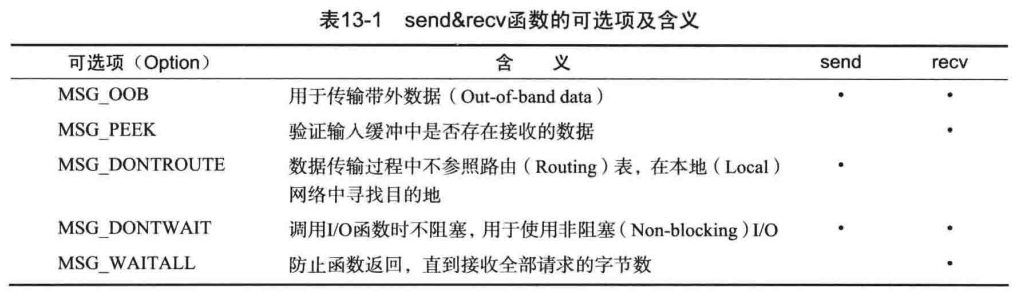 表13-1 send&recv函数的可选项及含义
可选项（Option） 含 义 send recv
MSG_OOB 用于传输带外数据（Out-of-band data） • •
MSG_PEEK 验证输入缓冲中是否存在接收的数据 •
MSG_DONTROUTE 数据传输过程中不参照路由（Routing）表，在本地（Local） •
网络中寻找目的地
MSG_DONTWAIT 调用I/O函数时不阻塞，用于使用非阻塞（Non-blocking）I/O • •
MSG_WAITALL 防止函数返回，直到接收全部请求的字节数 •